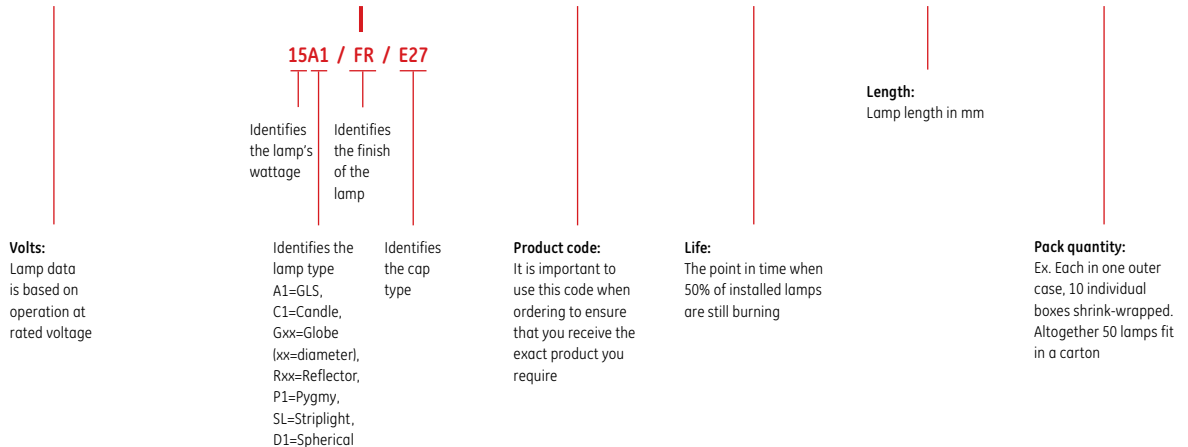 15A1 / FR / E27
Identifies
the lamp's
wattage
Identifies
the finish
of the
lamp
Length:
Lamp length in mm
Volts:
Lamp data
is based on
operation at
rated voltage
Identifies the
lamp type
A1=GLS,
C1=Candle,
Gxx=Globe
(xx=diameter),
Rxx=Reflector,
P1=Pygmy,
SL=Striplight,
D1=Spherical
Identifies
the cap
type
Product code:
It is important to
use this code when
ordering to ensure
that you receive the
exact product you
require
Life:
The point in time when
50% of installed lamps
are still burning
Pack quantity:
Ex. Each in one outer
case, 10 individual
boxes shrink-wrapped.
Altogether 50 lamps fit
in a carton